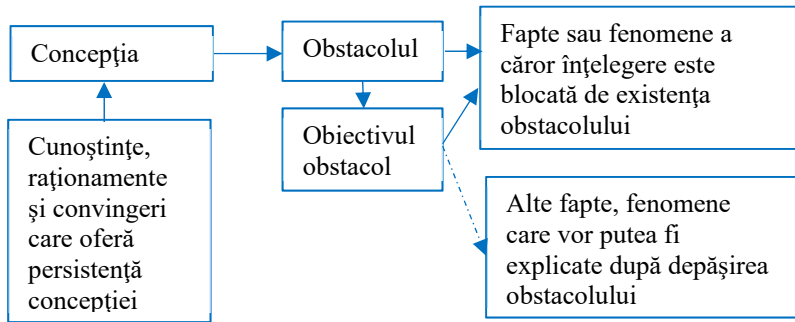 Concepţia
Obstacolul
Fapte sau fenomene a
căror înţelegere este
blocată de existenţa
obstacolului
Cunoştinţe,
raţionamente
şi convingeri
care oferă
persistenţă
concepţiei
Obiectivul
obstacol
Alte fapte, fenomene
care vor putea fi
explicate după depăşirea
obstacolului